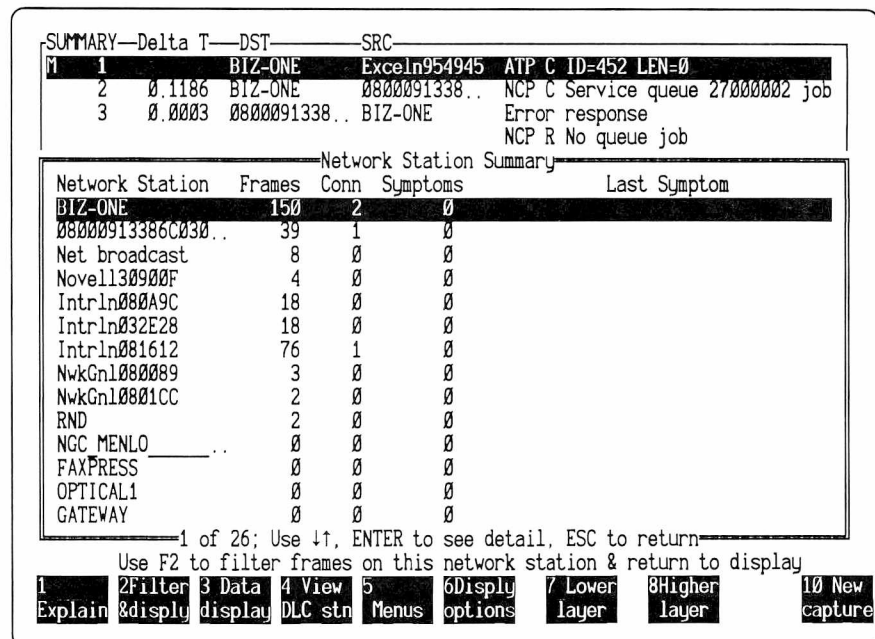 SUMMARY—Delta T—DST—SRC
M 1 BIZ-ONE Exceln954945 ATP C ID=452 LEN=0
2 0.1186 BIZ-ONE 0800091338.. NCP C Service queue 27000002 job
3 0.0003 0800091338.. BIZ-ONE Error response
NCP R No queue job
Network Station Summary
Network Station Frames Conn Symptoms Last Symptom
BIZ-ONE 150 2 0
08000913386C030.. 39 1 0
Net broadcast 8 0 0
Novell30900F 4 0 0
Intrln080A9C 18 0 0
Intrln032E28 18 0 0
Intrln081612 76 1 0
NwkGnl080089 3 0 0
NwkGnl0801CC 2 0 0
RND 2 0 0
NGC_MENLO______.. 0 0 0
FAXPRESS 0 0 0
OPTICAL1 0 0 0
GATEWAY 0 0 0
1 of 26; Use ↓↑, ENTER to see detail, ESC to return
Use F2 to filter frames on this network station & return to display
1 2Filter 3 Data 4 View 5 6Disply 7 Lower 8Higher 10 New
Explain &disply display DLC stn Menus options layer layer capture